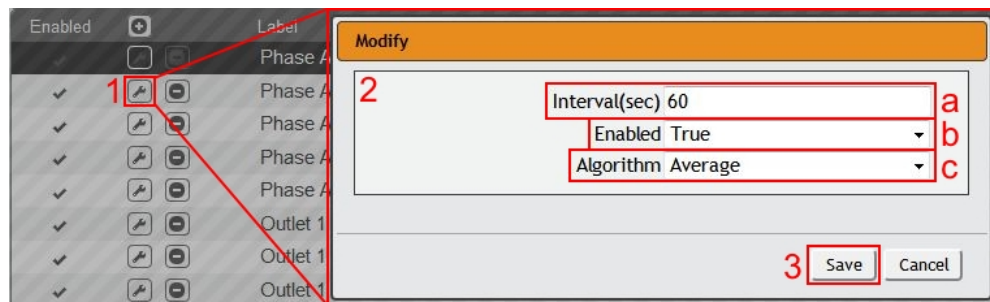 Enabled Label
Phase A
1 Phase A
Phase A
Phase A
Phase A
Outlet 1
Outlet 1
Outlet 1
Modify
2
Interval(sec) 60 a
Enabled True b
Algorithm Average c
3 Save Cancel